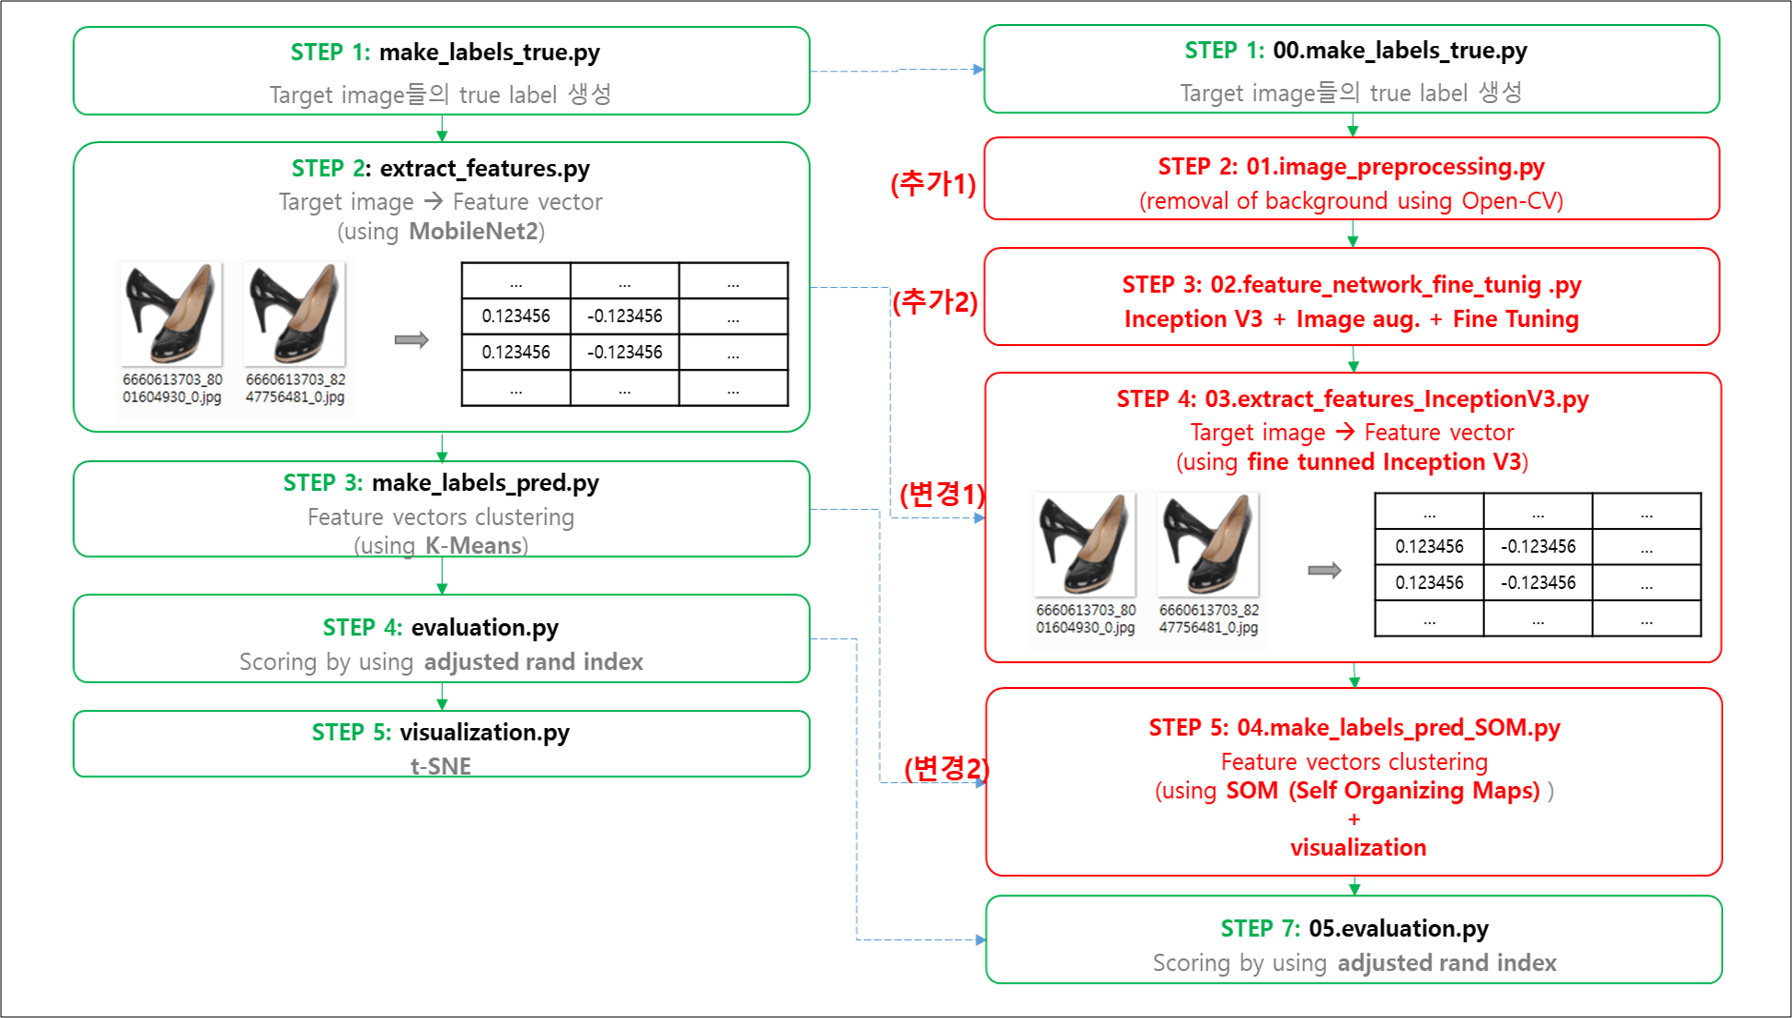 STEP 1: make_labels_true.py
Target image들의 true label 생성
STEP 2: extract_features.py
Target image → Feature vector
(using MobileNet2)
6660613703_80
01604930_0.jpg
6660613703_82
47756481_0.jpg
... ... ...
0.123456 -0.123456 ...
0.123456 -0.123456 ...
... ... ...
STEP 3: make_labels_pred.py
Feature vectors clustering
(using K-Means)
STEP 4: evaluation.py
Scoring by using adjusted rand index
STEP 5: visualization.py
t-SNE
STEP 1: 00.make_labels_true.py
Target image들의 true label 생성
(추가1)
STEP 2: 01.image_preprocessing.py
(removal of background using Open-CV)
(추가2)
STEP 3: 02.feature_network_fine_tunig .py
Inception V3 + Image aug. + Fine Tuning
(변경1)
STEP 4: 03.extract_features_InceptionV3.py
Target image → Feature vector
(using fine tunned Inception V3)
6660613703_80
01604930_0.jpg
6660613703_82
47756481_0.jpg
... ... ...
0.123456 -0.123456 ...
0.123456 -0.123456 ...
... ... ...
(변경2)
STEP 5: 04.make_labels_pred_SOM.py
Feature vectors clustering
(using SOM (Self Organizing Maps) )
+
visualization
STEP 7: 05.evaluation.py
Scoring by using adjusted rand index